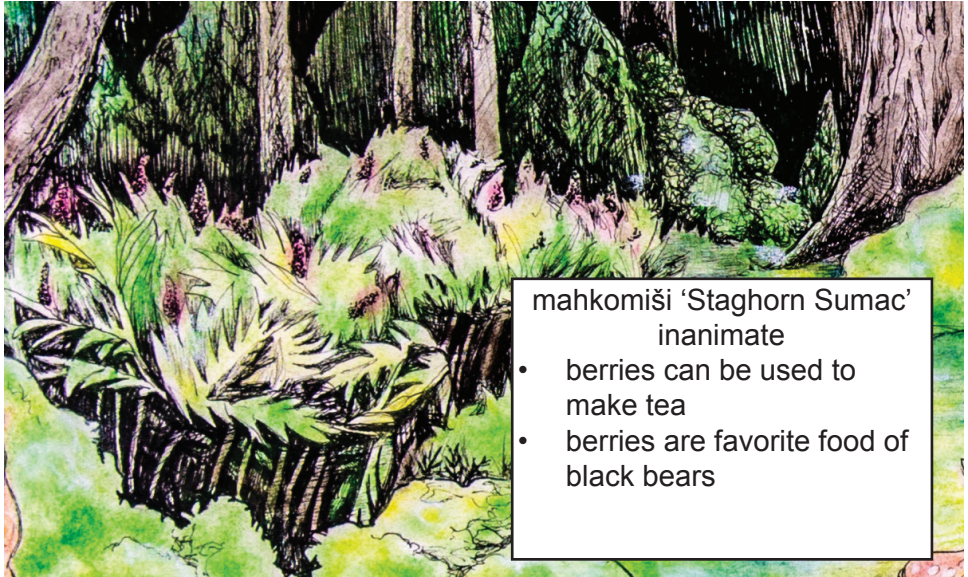 mahkomiši ‘Staghorn Sumac’
inanimate
• berries can be used to
make tea
• berries are favorite food of
black bears